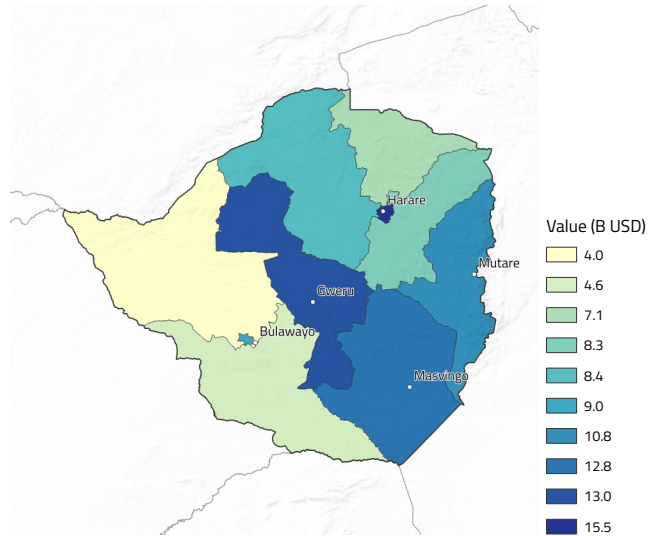 Harare
Mutare
Gweru
Bulawayo
Masvingo
Value (B USD)
4.0
4.6
7.1
8.3
8.4
9.0
10.8
12.8
13.0
15.5